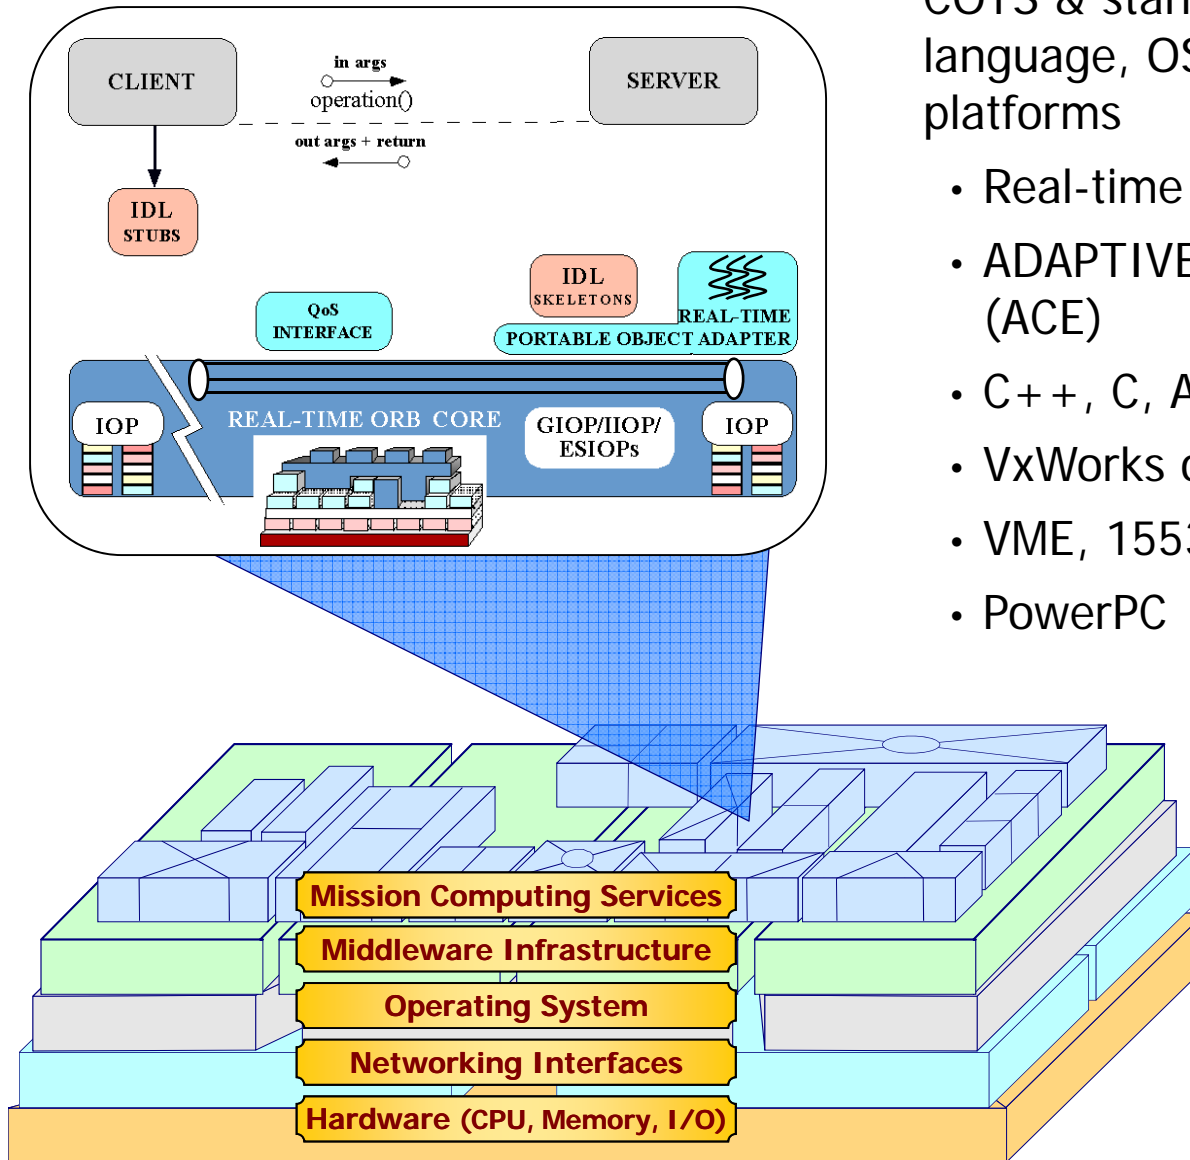 CLIENT
in args
operation()
out args + return
SERVER
IDL
STUBS
IDL
SKELETONS
QoS
INTERFACE
REAL-TIME
PORTABLE OBJECT ADAPTER
IOP
REAL-TIME ORB CORE
GIOP/IIOP/
ESIOPs
IOP
COTS &
language,
platforms
• Real-time
• ADAPTIVE
(ACE)
• C++, C,
• VxWorks
• VME,
• PowerPC
Mission Computing Services
Middleware Infrastructure
Operating System
Networking Interfaces
Hardware (CPU, Memory, I/O)